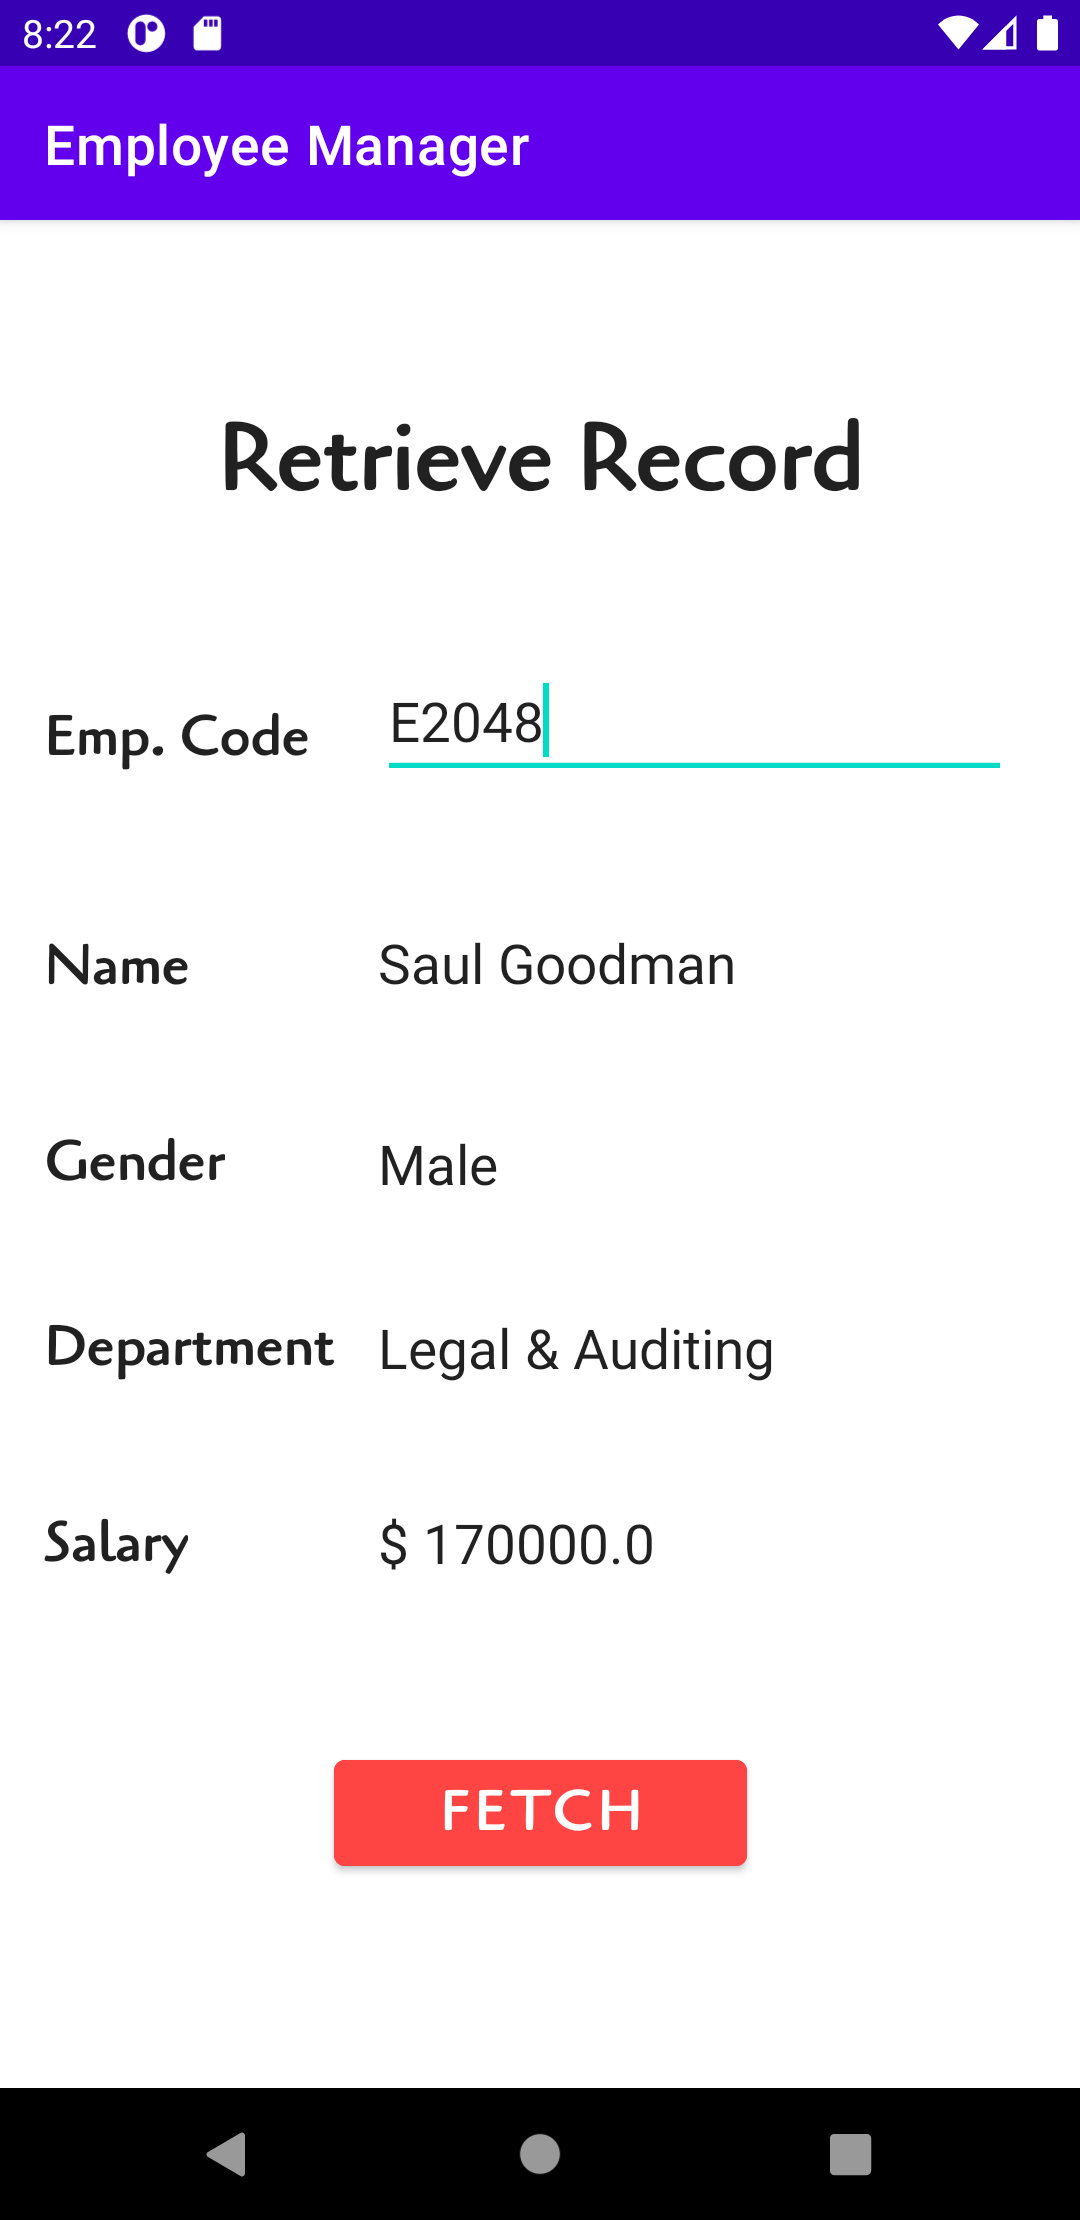 8:22
Employee Manager
Retrieve Record
Emp. Code E2048
Name Saul Goodman
Gender Male
Department Legal & Auditing
Salary $ 170000.0
FETCH